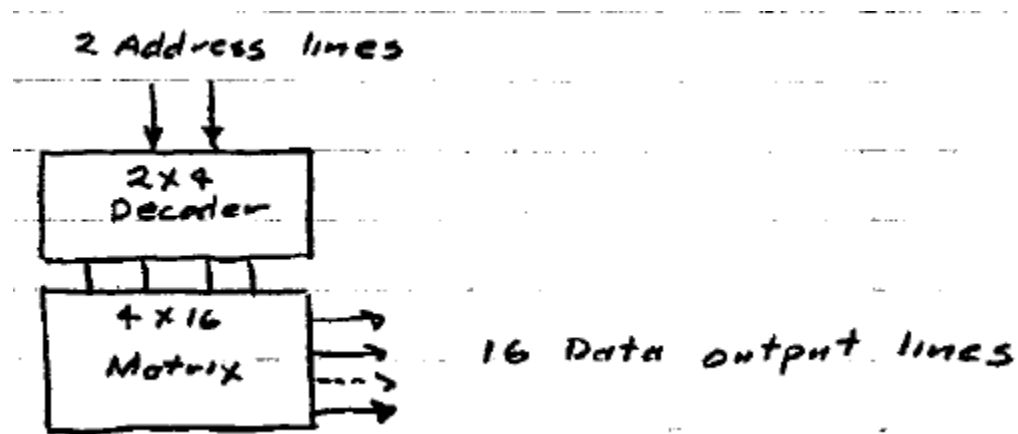 2 Address lines
2x4
Decoder
4x16
Matrix
16 Data output lines